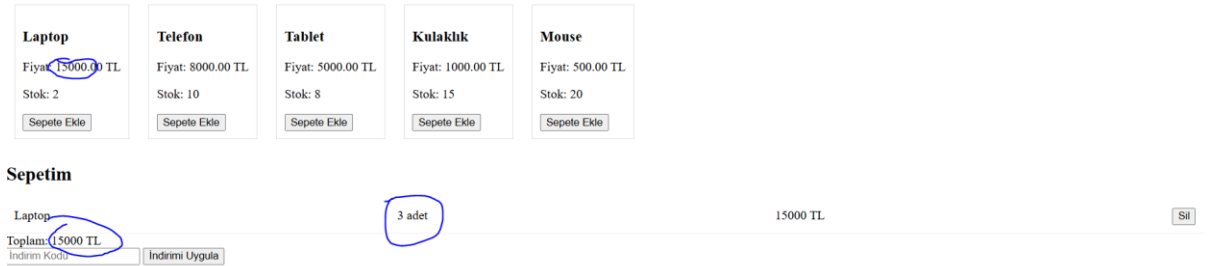 Laptop Telefon Tablet Kulaklık Mouse
Fiyat: 15000.00 TL Fiyat: 8000.00 TL Fiyat: 5000.00 TL Fiyat: 1000.00 TL Fiyat: 500.00 TL
Stok: 2 Stok: 10 Stok: 8 Stok: 15 Stok: 20
Sepete Ekle Sepete Ekle Sepete Ekle Sepete Ekle Sepete Ekle
Sepetim
Laptop 3 adet 15000 TL Sil
Toplam: 15000 TL
İndirim Kodu İndirimi Uygula